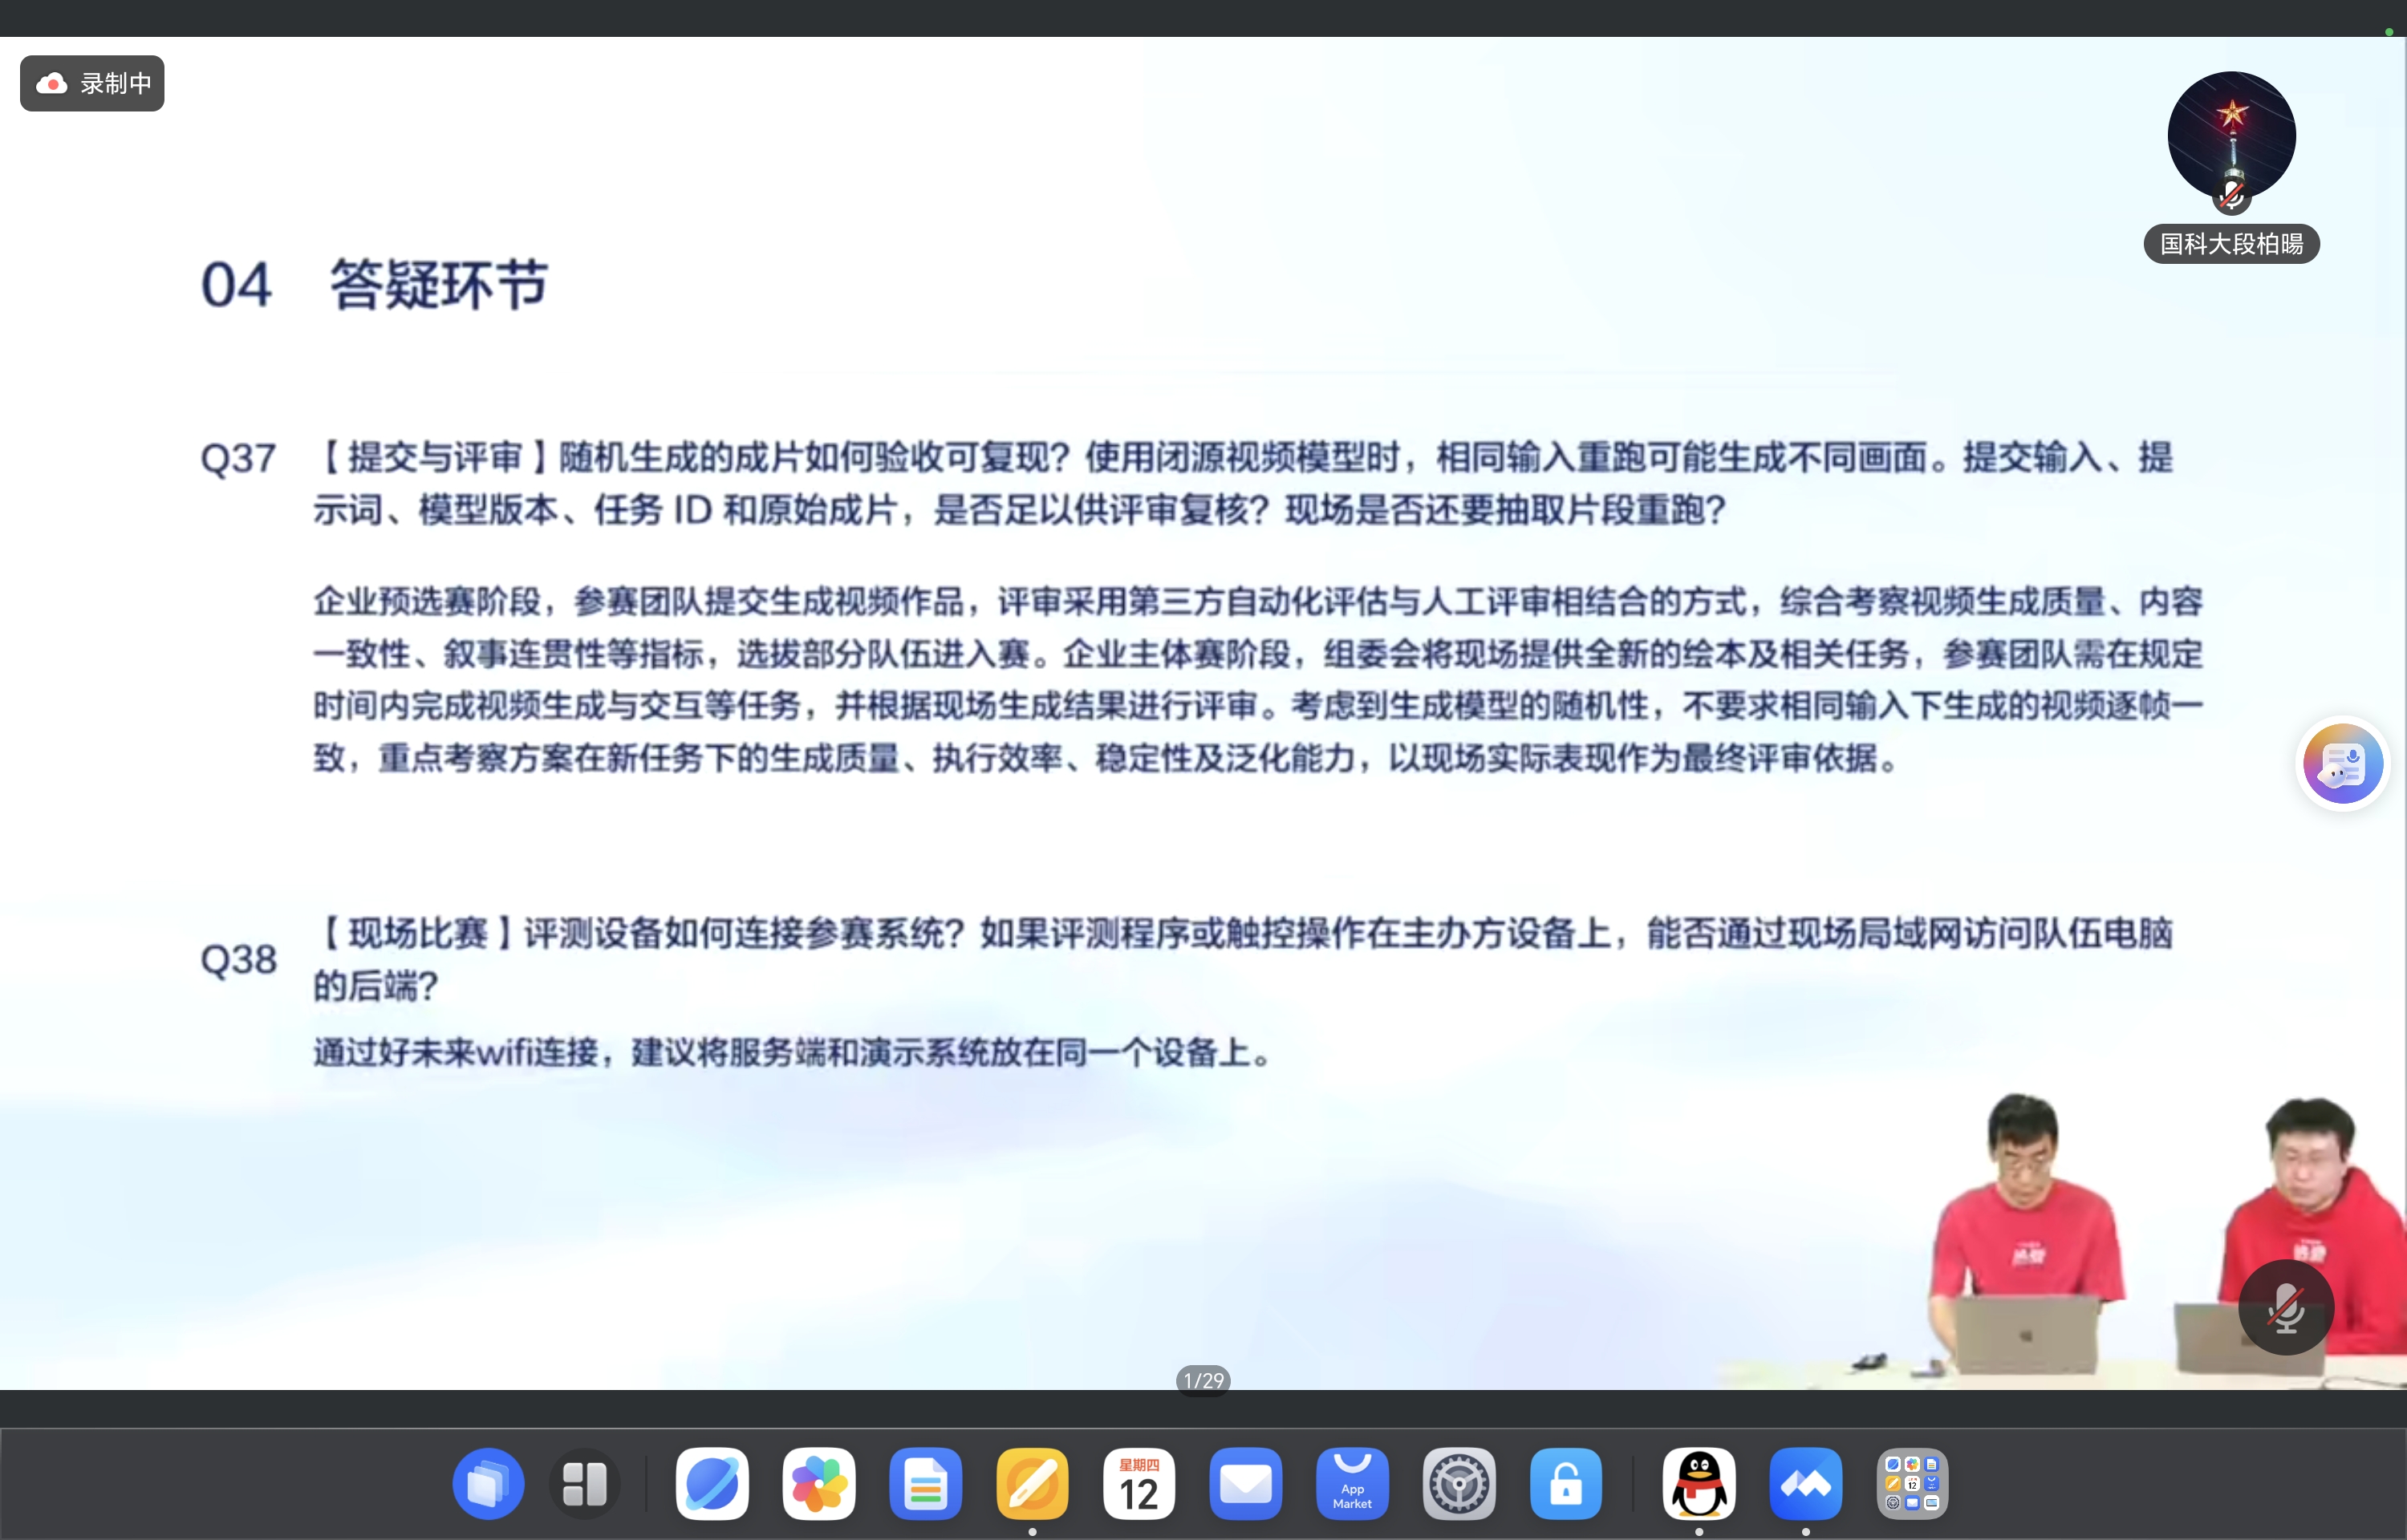 录制中
国科大段柏暘
04 答疑环节
Q37 【提交与评审】随机生成的成片如何验收可复现？使用闭源视频模型时，相同输入重跑可能生成不同画面。提交输入、提
示词、模型版本、任务 ID 和原始成片，是否足以供评审复核？现场是否还要抽取片段重跑？
企业预选赛阶段，参赛团队提交生成视频作品，评审采用第三方自动化评估与人工评审相结合的方式，综合考察视频生成质量、内容
一致性、叙事连贯性等指标，选拔部分队伍进入赛。企业主体赛阶段，组委会将现场提供全新的绘本及相关任务，参赛团队需在规定
时间内完成视频生成与交互等任务，并根据现场生成结果进行评审。考虑到生成模型的随机性，不要求相同输入下生成的视频逐帧一
致，重点考察方案在新任务下的生成质量、执行效率、稳定性及泛化能力，以现场实际表现作为最终评审依据。
Q38 【现场比赛】评测设备如何连接参赛系统？如果评测程序或触控操作在主办方设备上，能否通过现场局域网访问队伍电脑
的后端？
通过好未来wifi连接，建议将服务端和演示系统放在同一个设备上。
1/29
星期四
12
App
Market